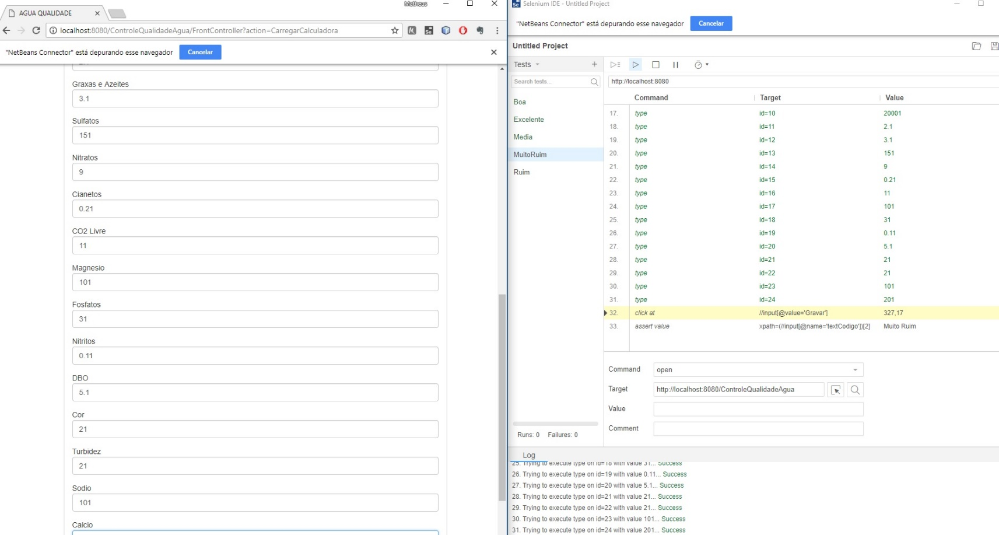 Matheus
AGUA QUALIDADE
localhost:8080/ControleQualidadeAgua/FrontController?action=CarregarCalculadora
"NetBeans Connector" está depurando esse navegador
Cancelar
Graxas e Azeites
3.1
Sulfatos
151
Nitratos
9
Cianetos
0.21
CO2 Livre
11
Magnesio
101
Fosfatos
31
Nitritos
0.11
DBO
5.1
Cor
21
Turbidez
21
Sodio
101
Calcio
Se Selenium IDE - Untitled Project
"NetBeans Connector" está depurando esse navegador
Cancelar
Untitled Project
Tests
Search tests...
Boa
Excelente
Media
MuitoRuim
Ruim
Runs: 0 Failures: 0
http://localhost:8080
Command Target Value
17. type id=10 20001
18. type id=11 2.1
19. type id=12 3.1
20. type id=13 151
21. type id=14 9
22. type id=15 0.21
23. type id=16 11
24. type id=17 101
25. type id=18 31
26. type id=19 0.11
27. type id=20 5.1
28. type id=21 21
29. type id=22 21
30. type id=23 101
31. type id=24 201
32. click at //input[@value='Gravar'] 327,17
33. assert value xpath=(//input[@name='textCodigo'])[2] Muito Ruim
Command open
Target http://localhost:8080/ControleQualidadeAgua
Value
Comment
Log
25. Trying to execute type on id=18 with value 31... Success
26. Trying to execute type on id=19 with value 0.11... Success
27. Trying to execute type on id=20 with value 5.1... Success
28. Trying to execute type on id=21 with value 21... Success
29. Trying to execute type on id=22 with value 21... Success
30. Trying to execute type on id=23 with value 101... Success
31. Trying to execute type on id=24 with value 201... Success